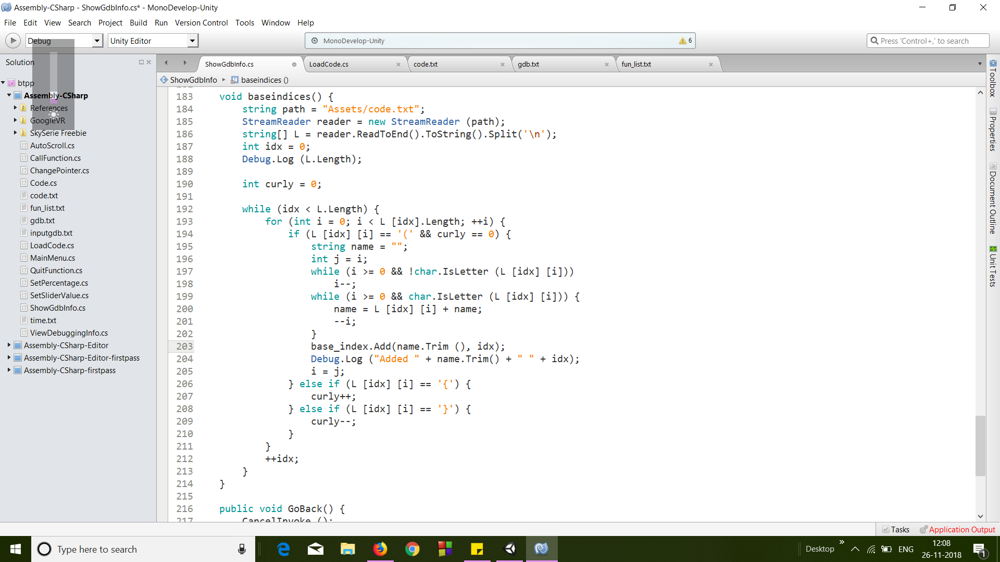 Assembly-CSharp - ShowGdbInfo.cs* - MonoDevelop-Unity
File Edit View Search Project Build Run Version Control Tools Window Help
Debug Unity Editor MonoDevelop-Unity 6 Press 'Control+,' to search
Solution
btpp
Assembly-CSharp
References
GoogleVR
SkySerie Freebie
AutoScroll.cs
CallFunction.cs
ChangePointer.cs
Code.cs
code.txt
fun_list.txt
gdb.txt
inputgdb.txt
LoadCode.cs
MainMenu.cs
QuitFunction.cs
SetPercentage.cs
SetSliderValue.cs
ShowGdbInfo.cs
time.txt
ViewDebuggingInfo.cs
Assembly-CSharp-Editor
Assembly-CSharp-Editor-firstpass
Assembly-CSharp-firstpass
ShowGdbInfo.cs LoadCode.cs code.txt gdb.txt fun_list.txt
ShowGdbInfo baseindices ()
183 void baseindices() {
184 string path = "Assets/code.txt";
185 StreamReader reader = new StreamReader (path);
186 string[] L = reader.ReadToEnd().ToString().Split('\n');
187 int idx = 0;
188 Debug.Log (L.Length);
189
190 int curly = 0;
191
192 while (idx < L.Length) {
193 for (int i = 0; i < L [idx].Length; ++i) {
194 if (L [idx] [i] == '(' && curly == 0) {
195 string name = "";
196 int j = i;
197 while (i >= 0 && !char.IsLetter (L [idx] [i]))
198 i--;
199 while (i >= 0 && char.IsLetter (L [idx] [i])) {
200 name = L [idx] [i] + name;
201 --i;
202 }
203 base_index.Add(name.Trim (), idx);
204 Debug.Log ("Added " + name.Trim() + " " + idx);
205 i = j;
206 } else if (L [idx] [i] == '{') {
207 curly++;
208 } else if (L [idx] [i] == '}') {
209 curly--;
210 }
211 }
212 ++idx;
213 }
214 }
215
216 public void GoBack() {
217 CancelInvoke ();
Toolbox
Properties
Document Outline
Unit Tests
Tasks Application Output
Type here to search
Desktop ENG 12:08
26-11-2018
1